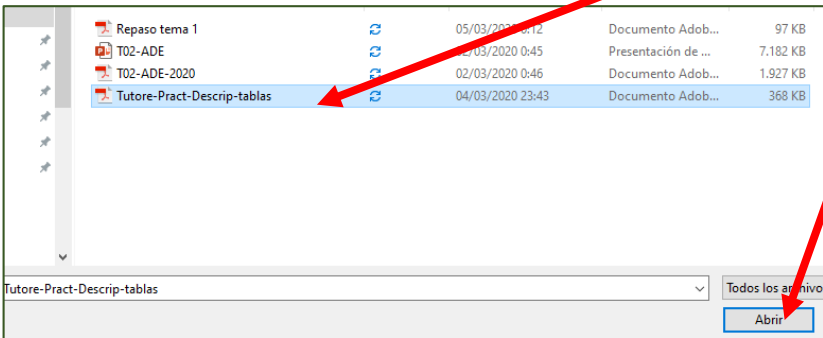 Repaso tema 1 05/03/2020 0:12 Documento Adob... 97 KB
T02-ADE 02/03/2020 0:45 Presentación de ... 7.182 KB
T02-ADE-2020 02/03/2020 0:46 Documento Adob... 1.927 KB
Tutore-Pract-Descrip-tablas 04/03/2020 23:43 Documento Adob... 368 KB
Tutore-Pract-Descrip-tablas Todos los archivo
Abrir